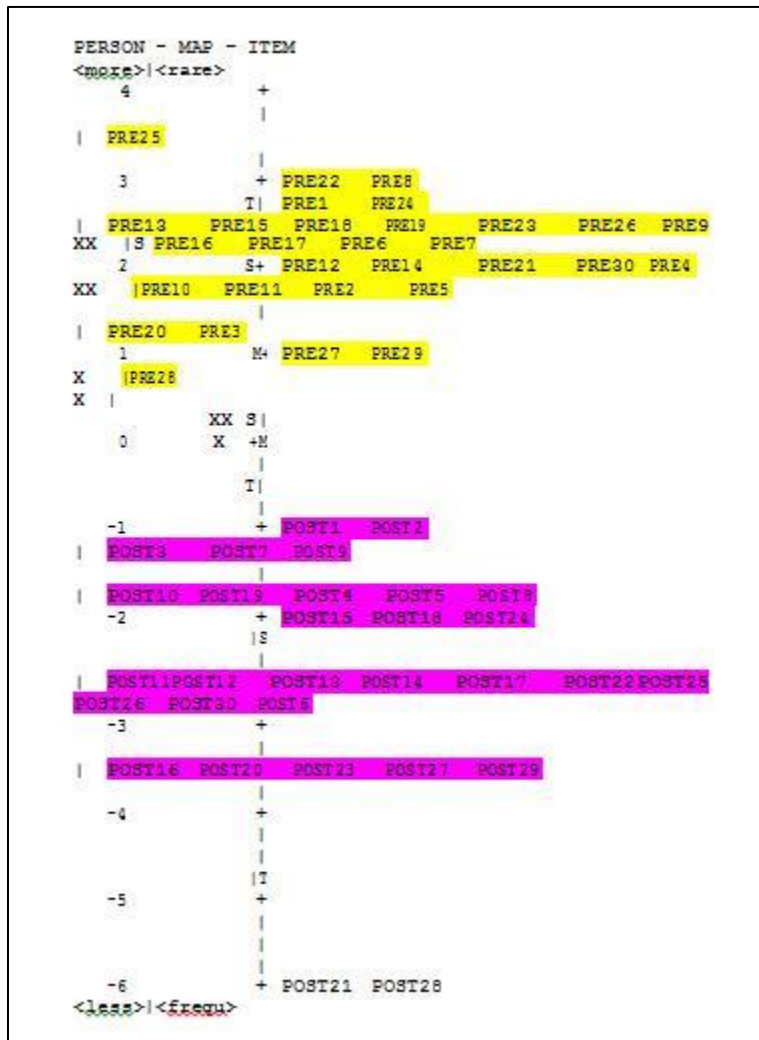 PERSON - MAP - ITEM
<more>|<rare>
4 +
|
| PRE25
|
3 + PRE22 PRE8
T| PRE1 PRE24
| PRE13 PRE15 PRE18 PRE19 PRE23 PRE26 PRE9
XX |S PRE16 PRE17 PRE6 PRE7
2 S+ PRE12 PRE14 PRE21 PRE30 PRE4
XX |PRE10 PRE11 PRE2 PRE5
|
| PRE20 PRE3
1 M+ PRE27 PRE29
X |PRE28
X |
XX S|
0 X +M
|
T|
|
-1 + POST1 POST2
| POST3 POST7 POST9
|
| POST10 POST19 POST4 POST5 POST8
-2 + POST15 POST18 POST24
|S
|
| POST11POST12 POST13 POST14 POST17 POST22POST25
POST26 POST30 POST6
-3 +
|
| POST16 POST20 POST23 POST27 POST29
|
-4 +
|
|
|T
-5 +
|
|
|
-6 + POST21 POST28
<less>|<frequ>